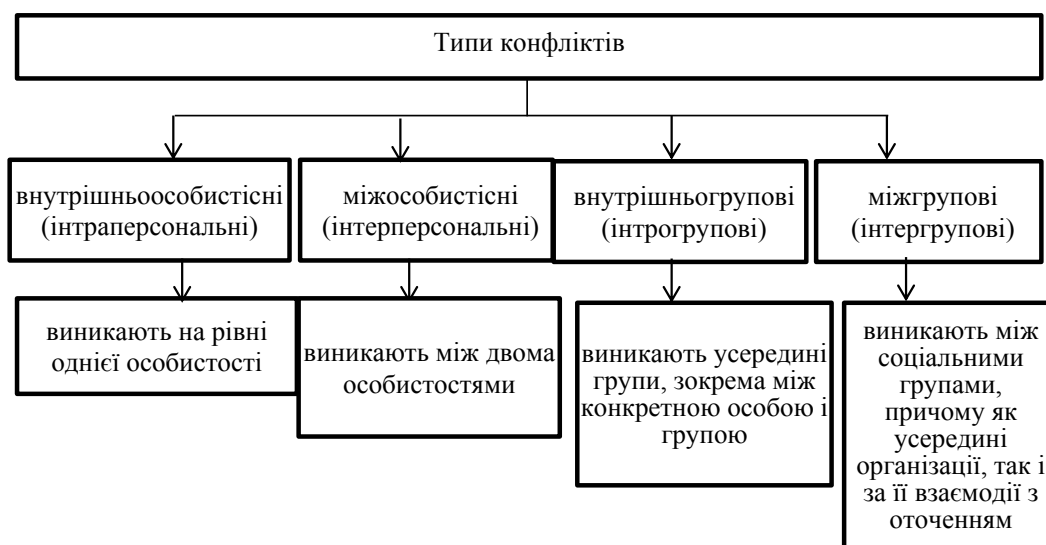 Типи конфліктів
внутрішньоособистісні
(інтраперсональні)
міжособистісні
(інтерперсональні)
внутрішньогрупові
(інтрогрупові)
міжгрупові
(інтергрупові)
виникають на рівні
однієї особистості
виникають між двома
особистостями
виникають усередині
групи, зокрема між
конкретною особою і
групою
виникають між
соціальними
групами,
причому як
усередині
організації, так і
за її взаємодії з
оточенням